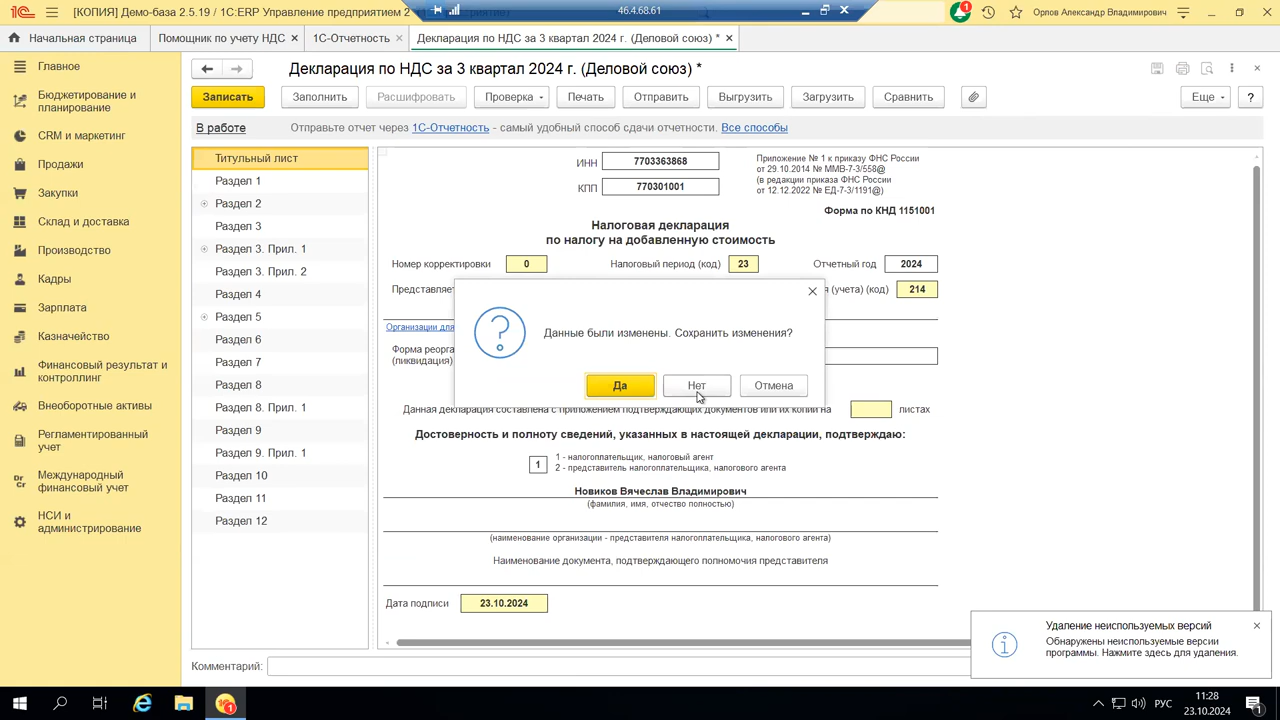 [КОПИЯ] Демо-база 2.5.19 / 1С:ERP Управление предприятием 2
46.4.68.61
1
Орлов Александр Владимирович
Начальная страница
Помощник по учету НДС
1С-Отчетность
Декларация по НДС за 3 квартал 2024 г. (Деловой союз) *
Главное
Бюджетирование и
планирование
CRM и маркетинг
Продажи
Закупки
Склад и доставка
Производство
Кадры
Зарплата
Казначейство
Финансовый результат и
контроллинг
Внеоборотные активы
Регламентированный
учет
Международный
финансовый учет
НСИ и
администрирование
Декларация по НДС за 3 квартал 2024 г. (Деловой союз) *
Записать
Заполнить
Расшифровать
Проверка
Печать
Отправить
Выгрузить
Загрузить
Сравнить
Еще
?
В работе
Отправьте отчет через 1С-Отчетность - самый удобный способ сдачи отчетности. Все способы
Титульный лист
Раздел 1
Раздел 2
Раздел 3
Раздел 3. Прил. 1
Раздел 3. Прил. 2
Раздел 4
Раздел 5
Раздел 6
Раздел 7
Раздел 8
Раздел 8. Прил. 1
Раздел 9
Раздел 9. Прил. 1
Раздел 10
Раздел 11
Раздел 12
ИНН 7703363868
КПП 770301001
Приложение № 1 к приказу ФНС России
от 29.10.2014 № ММВ-7-3/558@
(в редакции приказа ФНС России
от 12.12.2022 № ЕД-7-3/1191@)
Форма по КНД 1151001
Налоговая декларация
по налогу на добавленную стоимость
Номер корректировки 0 Налоговый период (код) 23 Отчетный год 2024
Представляе
(учета) (код) 214
Организации для
Форма реорга
(ликвидация)
Данные были изменены. Сохранить изменения?
Да
Нет
Отмена
Данная декларация составлена с приложением подтверждающих документов или их копий на листах
Достоверность и полноту сведений, указанных в настоящей декларации, подтверждаю:
1
1 - налогоплательщик, налоговый агент
2 - представитель налогоплательщика, налогового агента
Новиков Вячеслав Владимирович
(фамилия, имя, отчество полностью)
(наименование организации - представителя налогоплательщика, налогового агента)
Наименование документа, подтверждающего полномочия представителя
Дата подписи 23.10.2024
Комментарий:
Удаление неиспользуемых версий
Обнаружены неиспользуемые версии
программы. Нажмите здесь для удаления.
РУС
11:28
23.10.2024
1
1